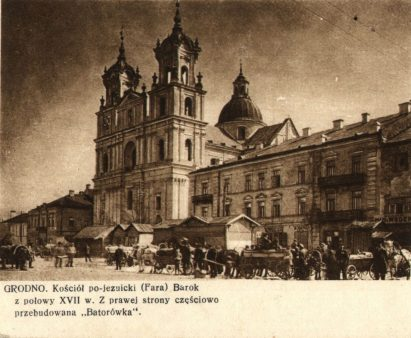 GRODNO. Kościół po-jezuicki (Fara) Barok
z połowy XVII w. Z prawej strony częściowo
przebudowana „Batorówka".